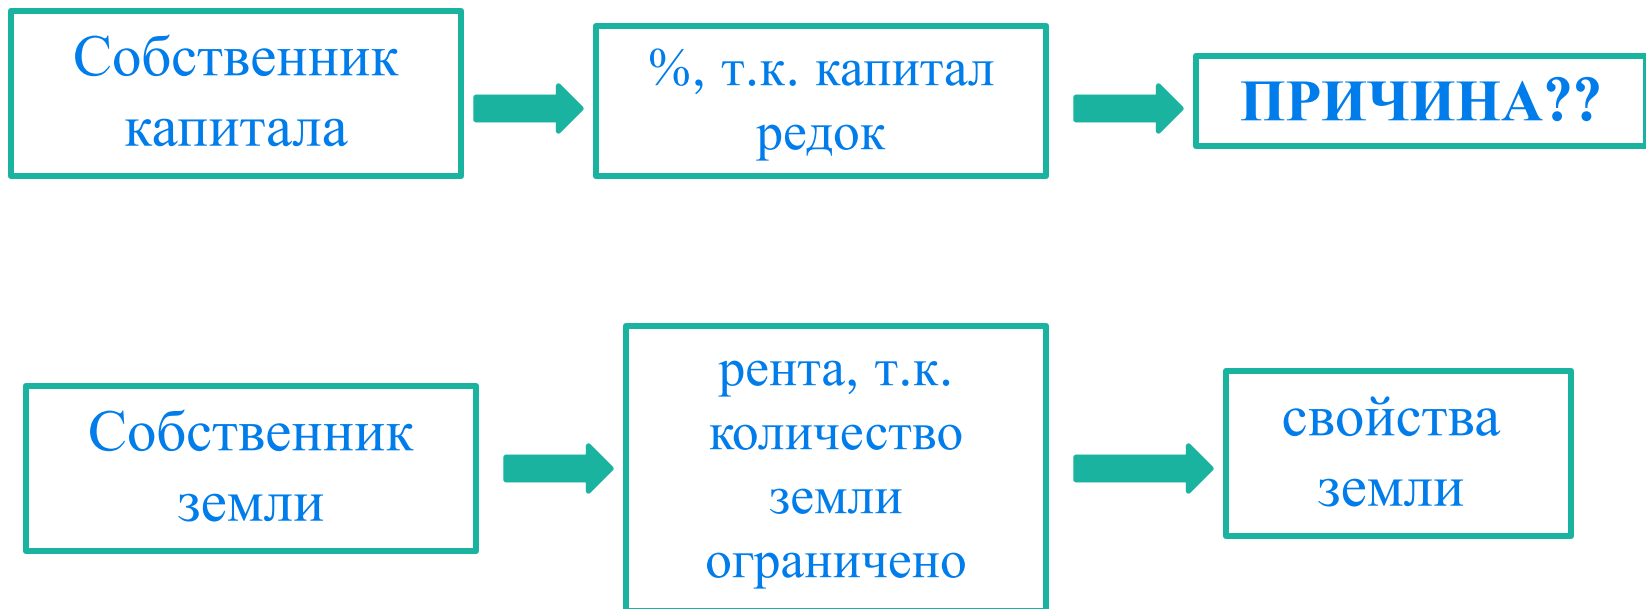 Собственник
капитала
%, т.к. капитал
редок
ПРИЧИНА??
Собственник
земли
рента, т.к.
количество
земли
ограничено
свойства
земли